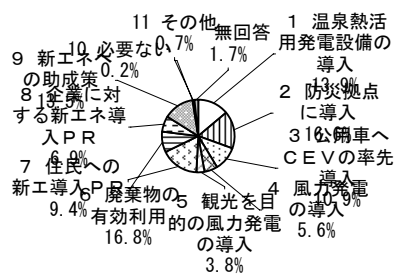 11 その他
0.7%
無回答
1.7%
1 温泉熱活
用発電設備の
導入
13.9%
2 防災拠点
に導入
16.6%
3 公用車へ
ＣＥＶの率先
導入
10.9%
4 風力発電
の導入
5.6%
5 観光を目
的の風力発電
の導入
3.8%
6 廃棄物の
有効利用
16.8%
7 住民への
新エ導入ＰＲ
9.4%
8 企業に対
する新エネ導
入ＰＲ
6.9%
9 新エネへ
の助成策
13.5%
10 必要ない
0.2%